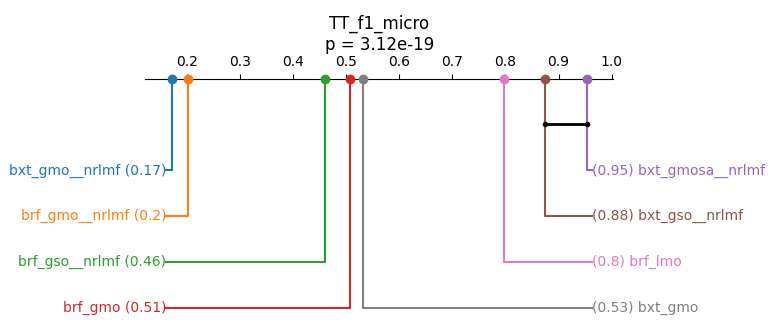 TT_f1_micro
p = 3.12e-19
0.2 0.3 0.4 0.5 0.6 0.7 0.8 0.9 1.0
bxt_gmo__nrlmf (0.17) (0.95) bxt_gmosa__nrlmf
brf_gmo__nrlmf (0.2) (0.88) bxt_gso__nrlmf
brf_gso__nrlmf (0.46) (0.8) brf_lmo
brf_gmo (0.51) (0.53) bxt_gmo